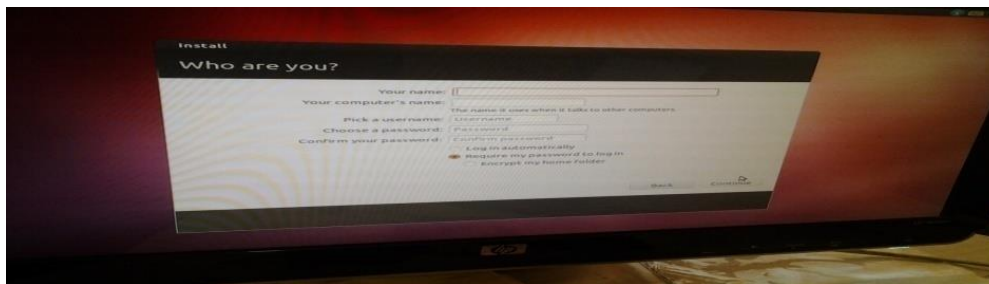 Install
Who are you?
Your name:
Your computer's name:
The name it uses when it talks to other computers.
Pick a username: Username
Choose a password: Password
Confirm your password: Confirm password
Log in automatically
Require my password to log in
Encrypt my home folder
Back Continue
hp